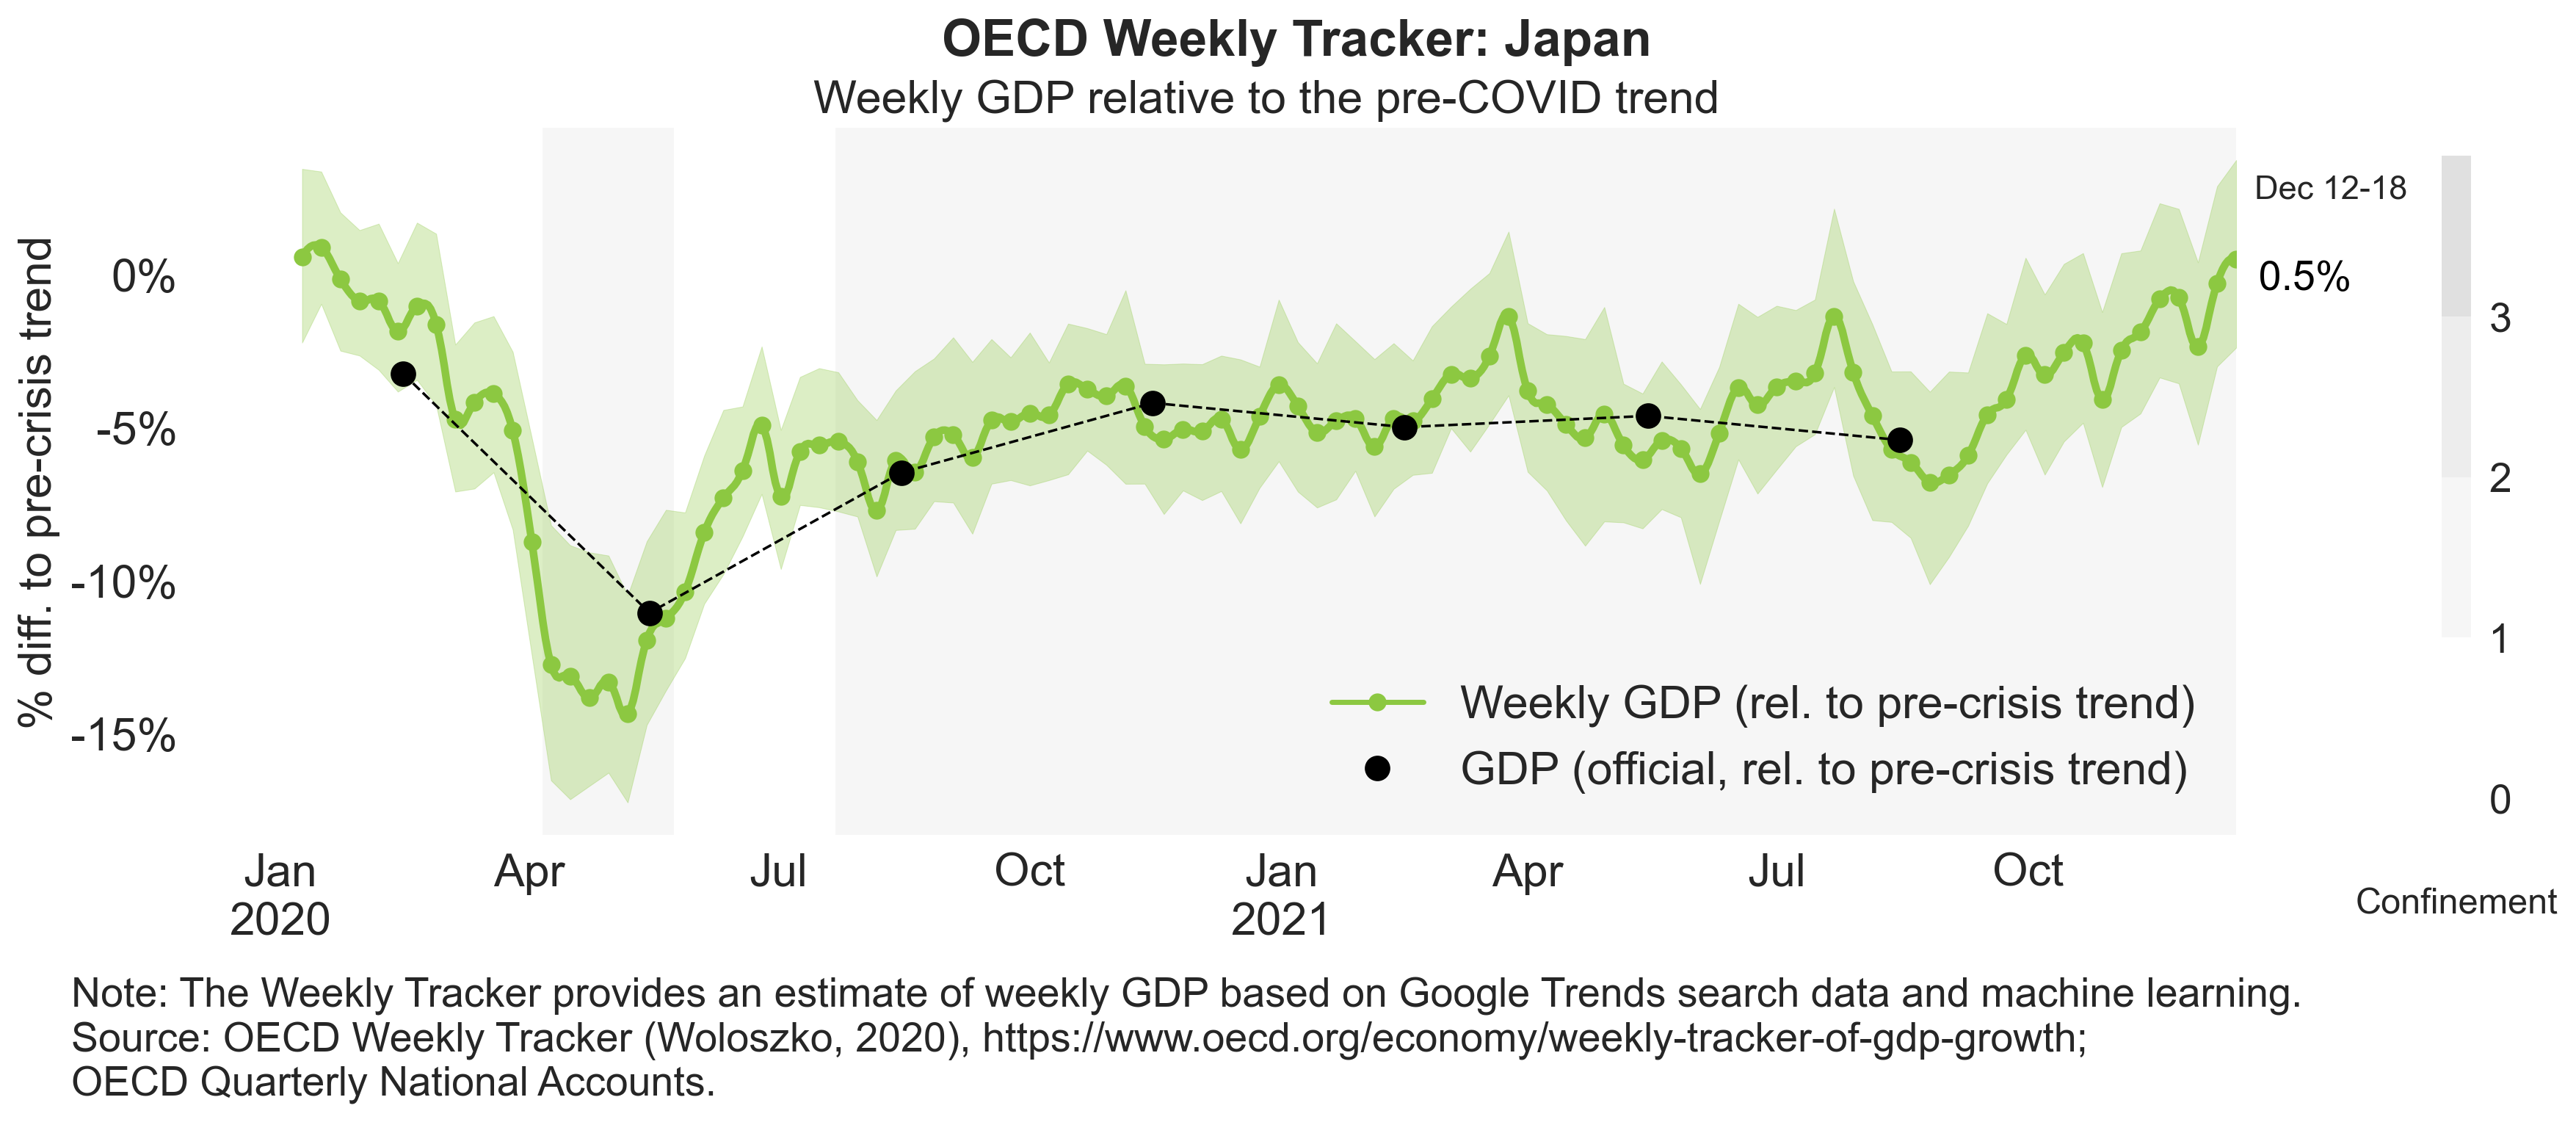 OECD Weekly Tracker: Japan
Weekly GDP relative to the pre-COVID trend
% diff. to pre-crisis trend
0%
-5%
-10%
-15%
Dec 12-18
0.5%
3
2
1
0
Confinement
Weekly GDP (rel. to pre-crisis trend)
GDP (official, rel. to pre-crisis trend)
Jan Apr Jul Oct Jan Apr Jul Oct
2020 2021
Note: The Weekly Tracker provides an estimate of weekly GDP based on Google Trends search data and machine learning.
Source: OECD Weekly Tracker (Woloszko, 2020), https://www.oecd.org/economy/weekly-tracker-of-gdp-growth;
OECD Quarterly National Accounts.